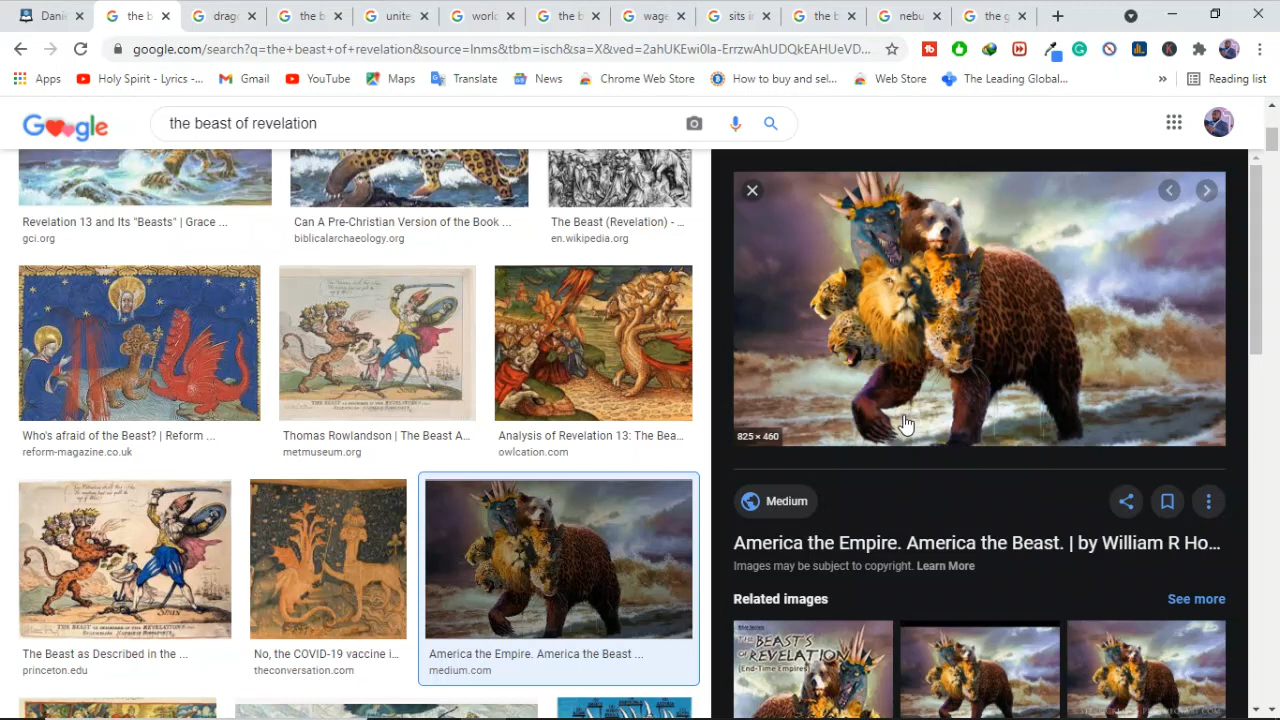 Danie
the b
drag
the b
unite
world
the b
wage
sits in
the b
nebu
the g
google.com/search?q=the+beast+of+revelation&source=lnms&tbm=isch&sa=X&ved=2ahUKEwi0la-ErrzwAhUDQkEAHUeVD...
Apps
Holy Spirit - Lyrics -...
Gmail
YouTube
Maps
Translate
News
Chrome Web Store
How to buy and sel...
Web Store
The Leading Global...
»
Reading list
Google
the beast of revelation
Revelation 13 and Its "Beasts" | Grace ...
gci.org
Can A Pre-Christian Version of the Book ...
biblicalarchaeology.org
The Beast (Revelation) - ...
en.wikipedia.org
Who's afraid of the Beast? | Reform ...
reform-magazine.co.uk
Thomas Rowlandson | The Beast A...
metmuseum.org
Analysis of Revelation 13: The Bea...
owlcation.com
The Beast as Described in the ...
princeton.edu
No, the COVID-19 vaccine i...
theconversation.com
America the Empire. America the Beast ...
medium.com
825 × 460
Medium
America the Empire. America the Beast. | by William R Ho...
Images may be subject to copyright. Learn More
Related images
See more
THE BEASTS
OF REVELATION
(End-Time Empires)